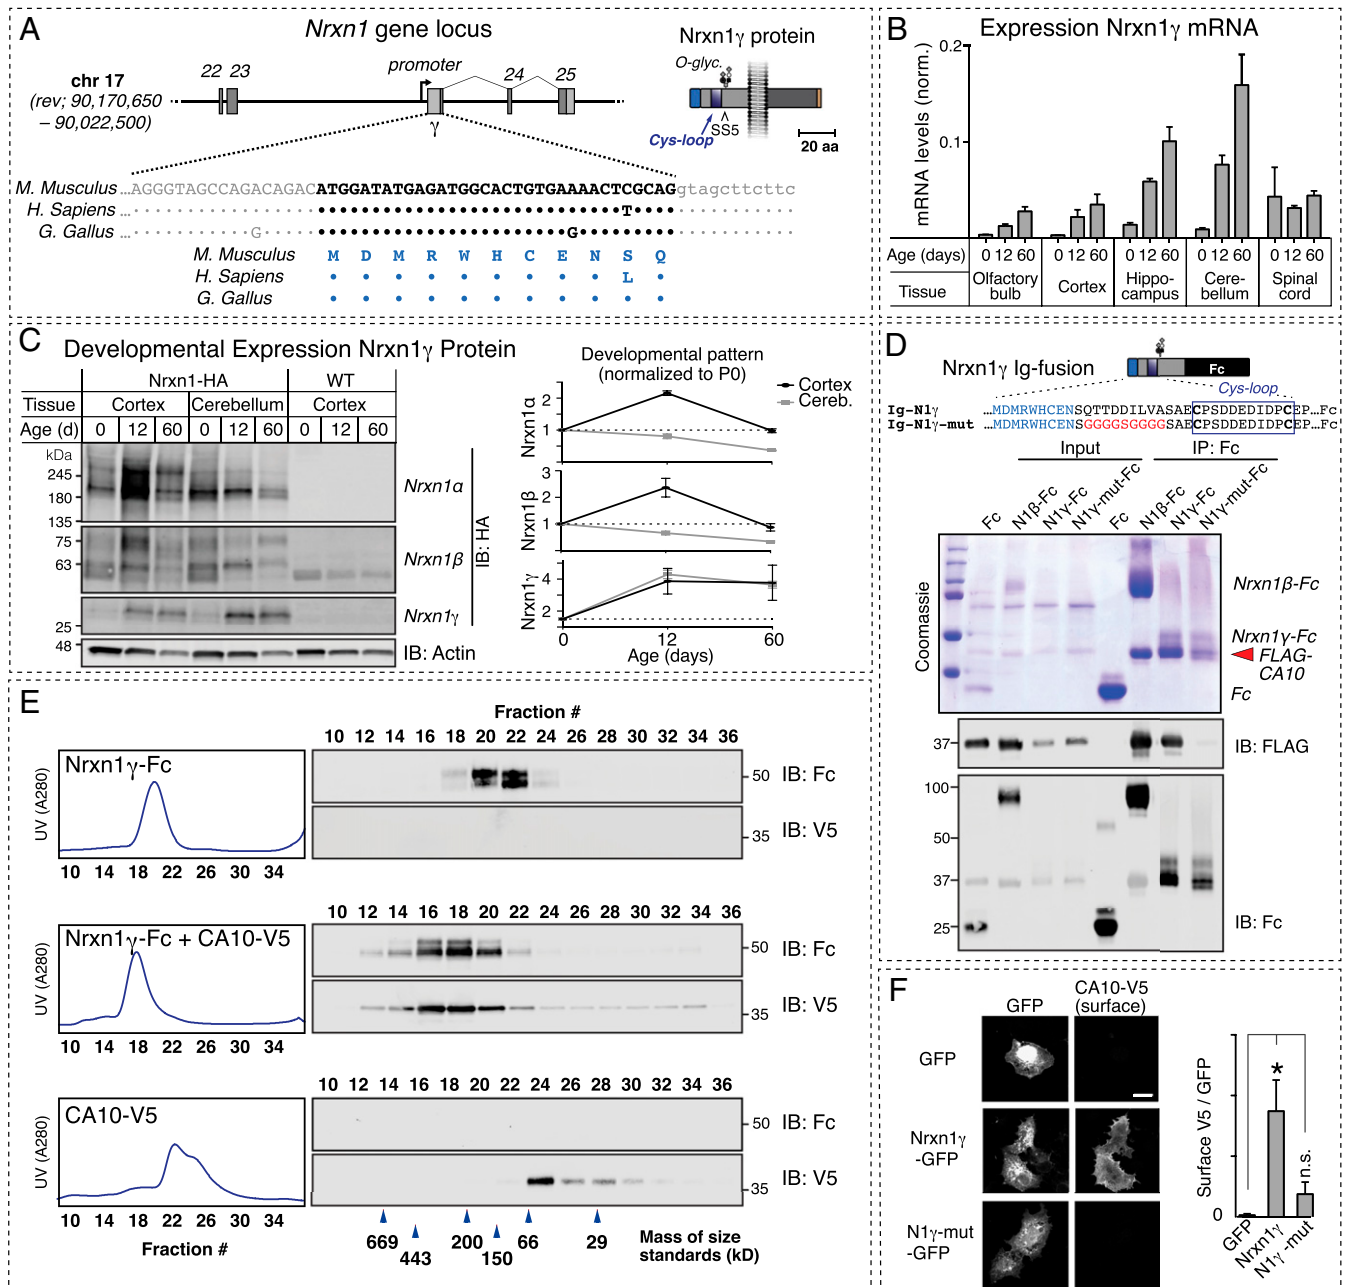 A
Nrxn1 gene locus
Nrxn1γ protein
chr 17
(rev; 90,170,650
– 90,022,500)
22 23
promoter
24
25
γ
O-glyc.
Cys-loop
SS5
20 aa
M. Musculus ...AGGGTAGCCAGACAGACATGGATATGAGATGGCACTGTGAAAACTCGCAGgtagcttcttc
H. Sapiens ... T
G. Gallus ... G G
M. Musculus M D M R W H C E N S Q
H. Sapiens L
G. Gallus
B
Expression Nrxn1γ mRNA
mRNA levels (norm.)
0.2
0.1
Age (days) 0 12 60 0 12 60 0 12 60 0 12 60 0 12 60
Tissue
Olfactory bulb
Cortex
Hippo-campus
Cere-bellum
Spinal cord
C
Developmental Expression Nrxn1γ Protein
Nrxn1-HA WT
Tissue Cortex Cerebellum Cortex
Age (d) 0 12 60 0 12 60 0 12 60
kDa
245
180
135
75
63
25
48
Nrxn1α
Nrxn1β
Nrxn1γ
IB: HA
IB: Actin
Developmental pattern
(normalized to P0)
Cortex
Cereb.
Nrxn1α
2
1
Nrxn1β
3
2
1
Nrxn1γ
4
2
0 12 60
Age (days)
D
Nrxn1γ Ig-fusion
Fc
Cys-loop
Ig-N1γ ...MDMRWHCENSQTTDDILVASAECPSDDEDIDPCEP...Fc
Ig-N1γ-mut ...MDMRWHCENSGGGGSGGGGSAECPSDDEDIDPCEP...Fc
Input IP: Fc
Fc N1β-Fc N1γ-Fc N1γ-mut-Fc Fc N1β-Fc N1γ-Fc N1γ-mut-Fc
Coomassie
Nrxn1β-Fc
Nrxn1γ-Fc
FLAG-
CA10
Fc
37
IB: FLAG
100
50
37
25
IB: Fc
E
Fraction #
10 12 14 16 18 20 22 24 26 28 30 32 34 36
Nrxn1γ-Fc
UV (A280)
10 14 18 22 26 30 34
50
IB: Fc
35
IB: V5
10 12 14 16 18 20 22 24 26 28 30 32 34 36
Nrxn1γ-Fc + CA10-V5
UV (A280)
10 14 18 22 26 30 34
50
IB: Fc
35
IB: V5
10 12 14 16 18 20 22 24 26 28 30 32 34 36
CA10-V5
UV (A280)
10 14 18 22 26 30 34
Fraction #
50
IB: Fc
35
IB: V5
669
443
200
150
66
29
Mass of size
standards (kD)
F
GFP
CA10-V5
(surface)
GFP
Nrxn1γ
-GFP
N1γ-mut
-GFP
Surface V5 / GFP
0
*
n.s.
GFP
Nrxn1γ
N1γ -mut